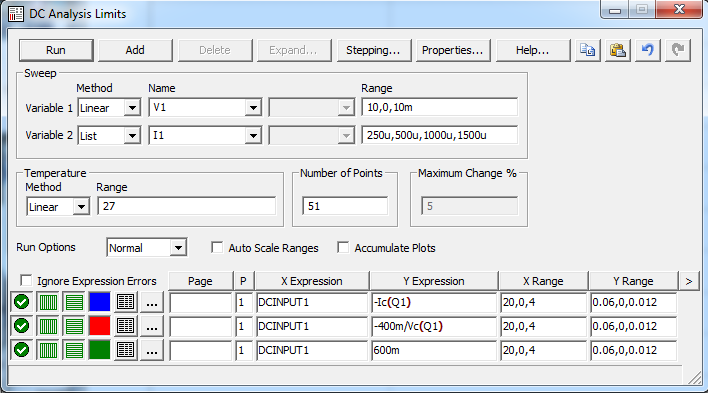 DC Analysis Limits
Run Add Delete Expand... Stepping... Properties... Help...
Sweep
Method Name Range
Variable 1 Linear V1 10,0,10m
Variable 2 List I1 250u,500u,1000u,1500u
Temperature Number of Points Maximum Change %
Method Range
Linear 27 51 5
Run Options Normal Auto Scale Ranges Accumulate Plots
Ignore Expression Errors Page P X Expression Y Expression X Range Y Range >
... 1 DCINPUT1 -Ic(Q1) 20,0,4 0.06,0,0.012
... 1 DCINPUT1 -400m/Vc(Q1) 20,0,4 0.06,0,0.012
... 1 DCINPUT1 600m 20,0,4 0.06,0,0.012